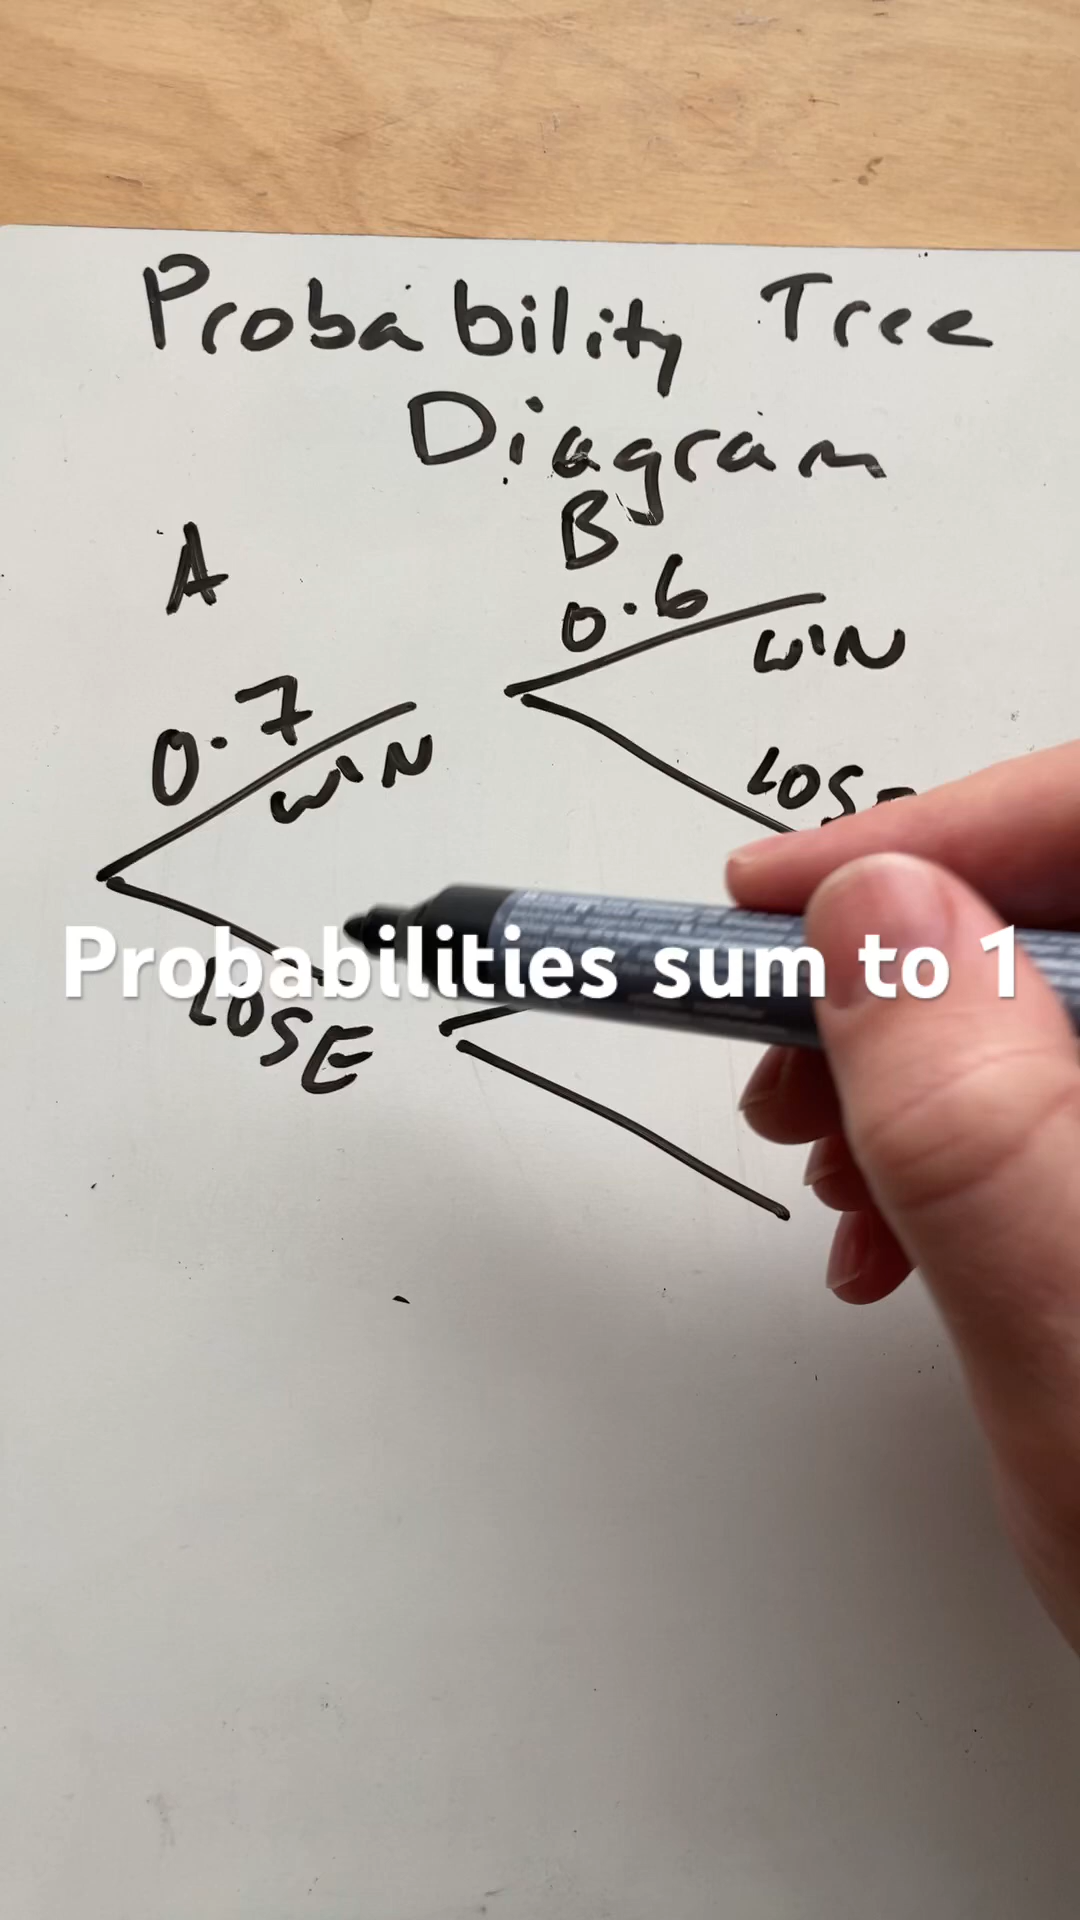 Probability Tree
Diagram
A
B
0.6
WIN
0.7
WIN
LOSE
Probabilities sum to 1
LOSE